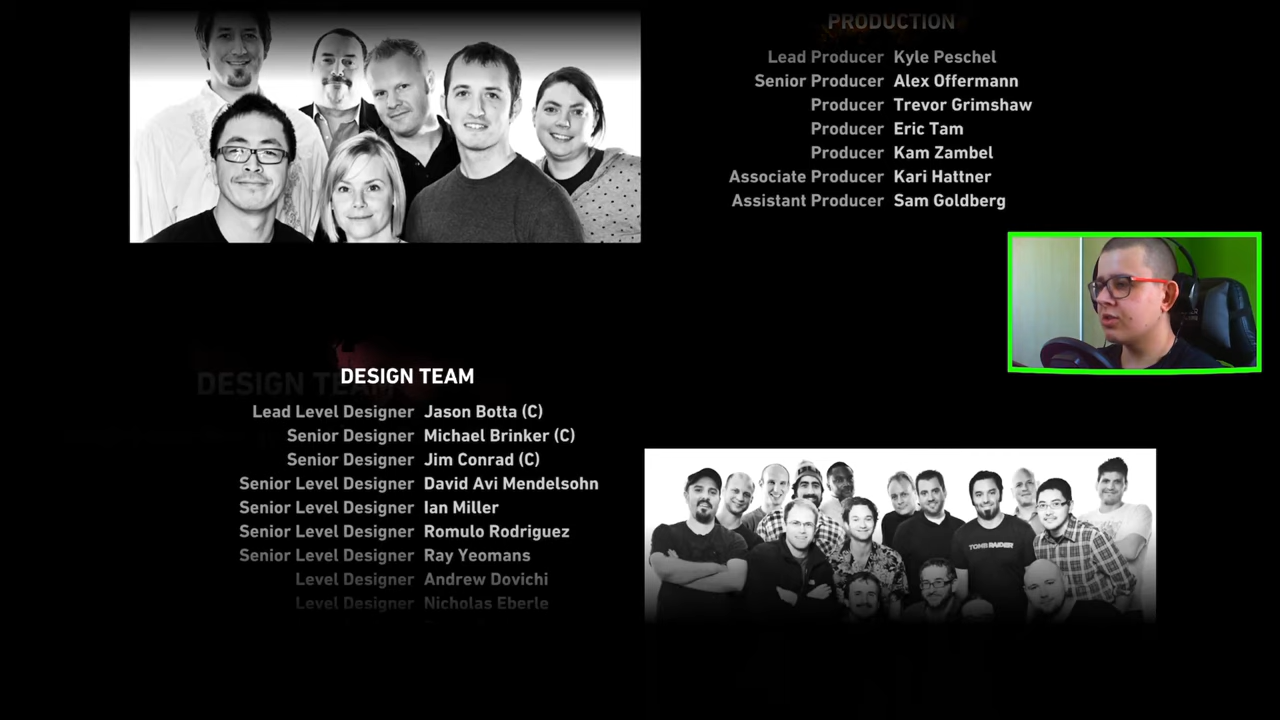 PRODUCTION
Lead Producer Kyle Peschel
Senior Producer Alex Offermann
Producer Trevor Grimshaw
Producer Eric Tam
Producer Kam Zambel
Associate Producer Kari Hattner
Assistant Producer Sam Goldberg
DESIGN TEAM
Lead Level Designer Jason Botta (C)
Senior Designer Michael Brinker (C)
Senior Designer Jim Conrad (C)
Senior Level Designer David Avi Mendelsohn
Senior Level Designer Ian Miller
Senior Level Designer Romulo Rodriguez
Senior Level Designer Ray Yeomans
Level Designer Andrew Dovichi
Level Designer Nicholas Eberle
TOMB RAIDER